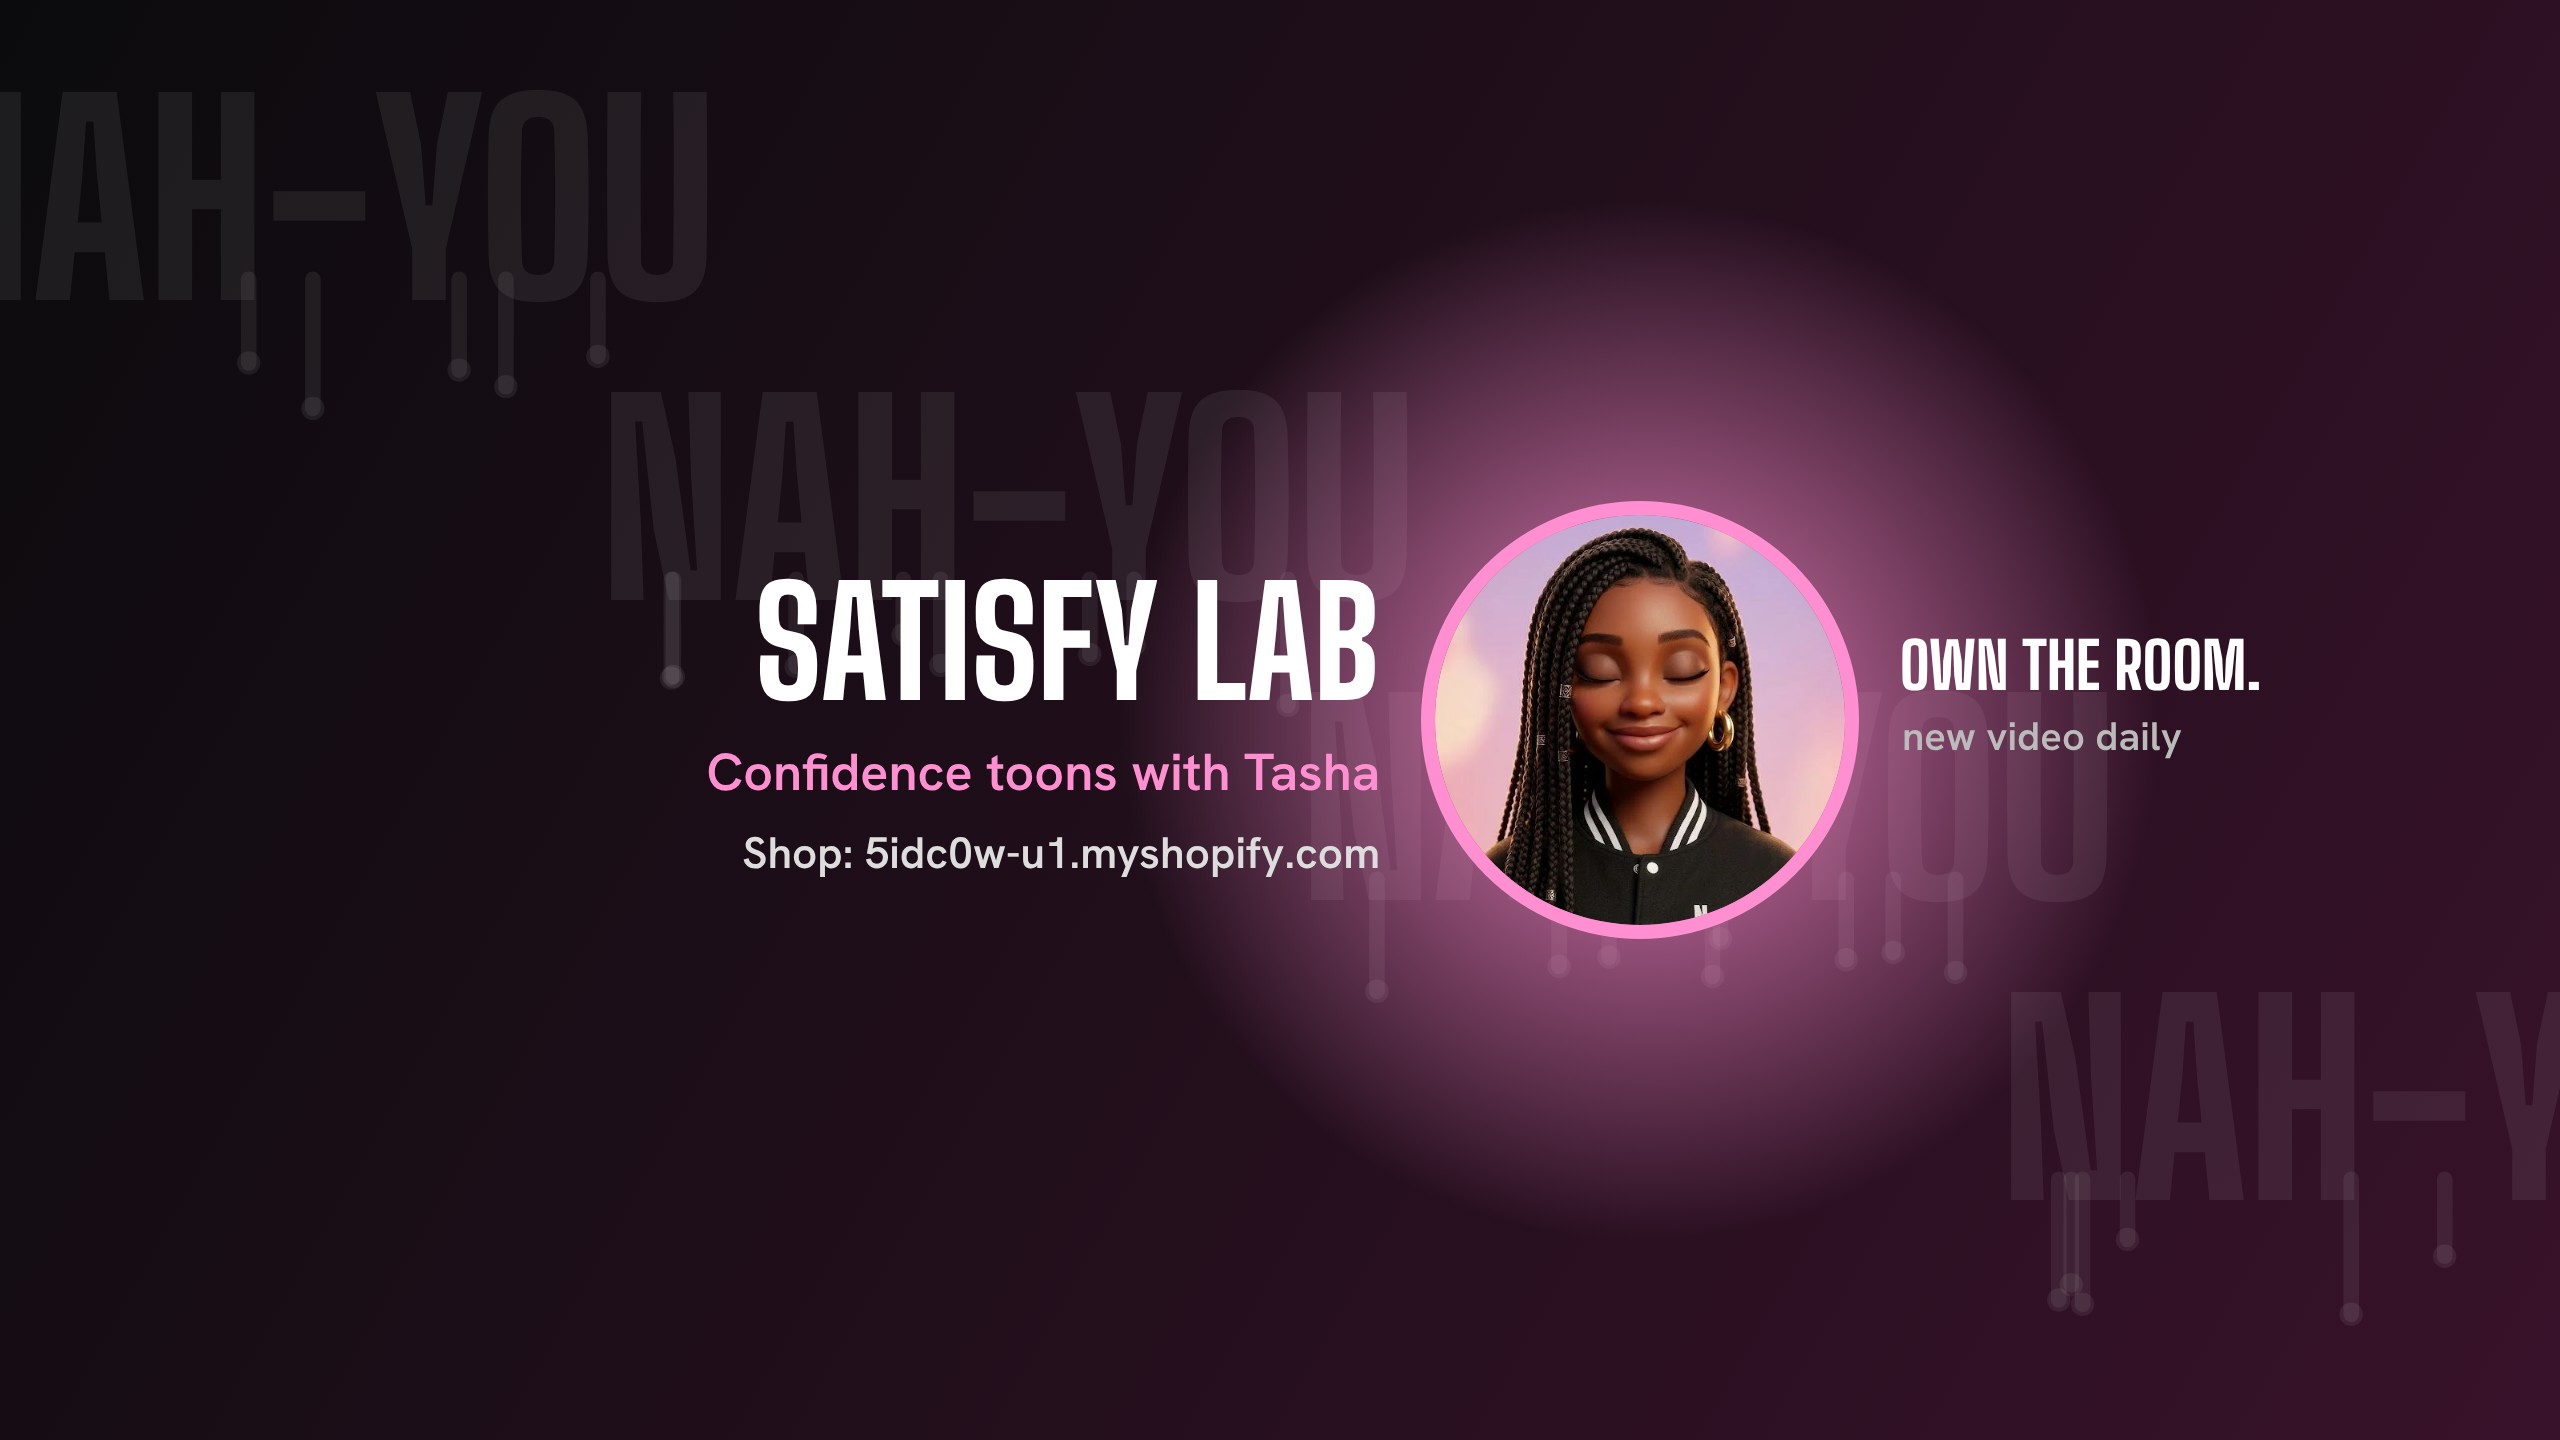 NAH-YOU
NAH-YOU
SATISFY LAB
Confidence toons with Tasha
Shop: 5idc0w-u1.myshopify.com
OWN THE ROOM.
new video daily
NAH-Y